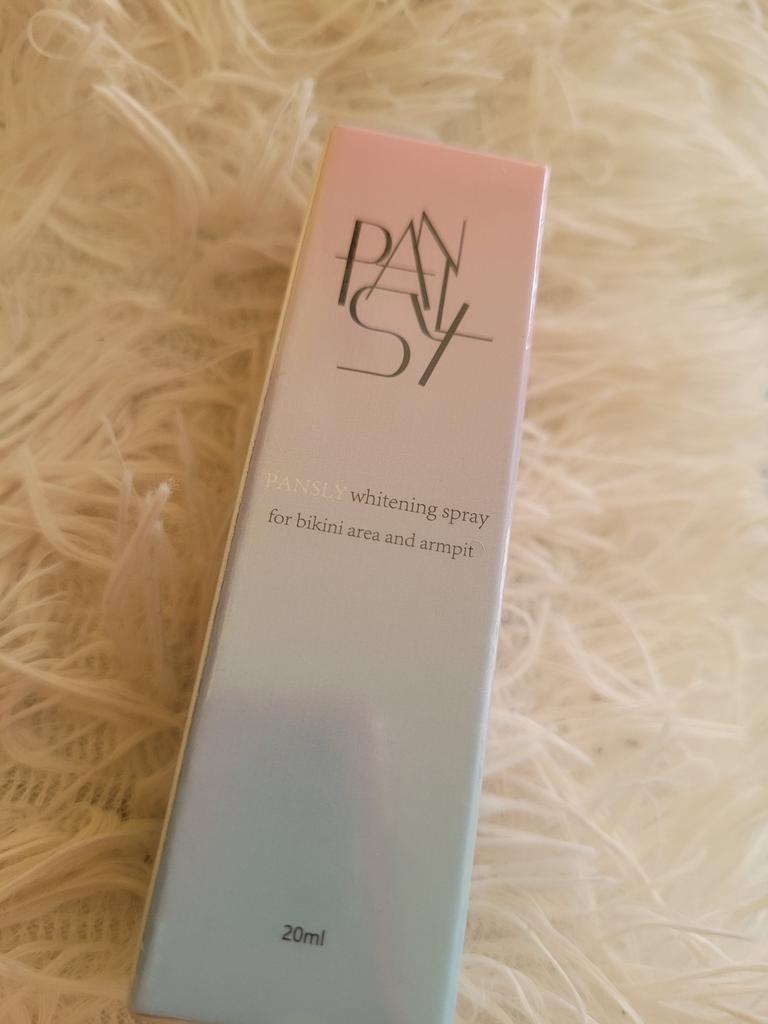 PANSLY
PANSLY whitening spray
for bikini area and armpit
20ml